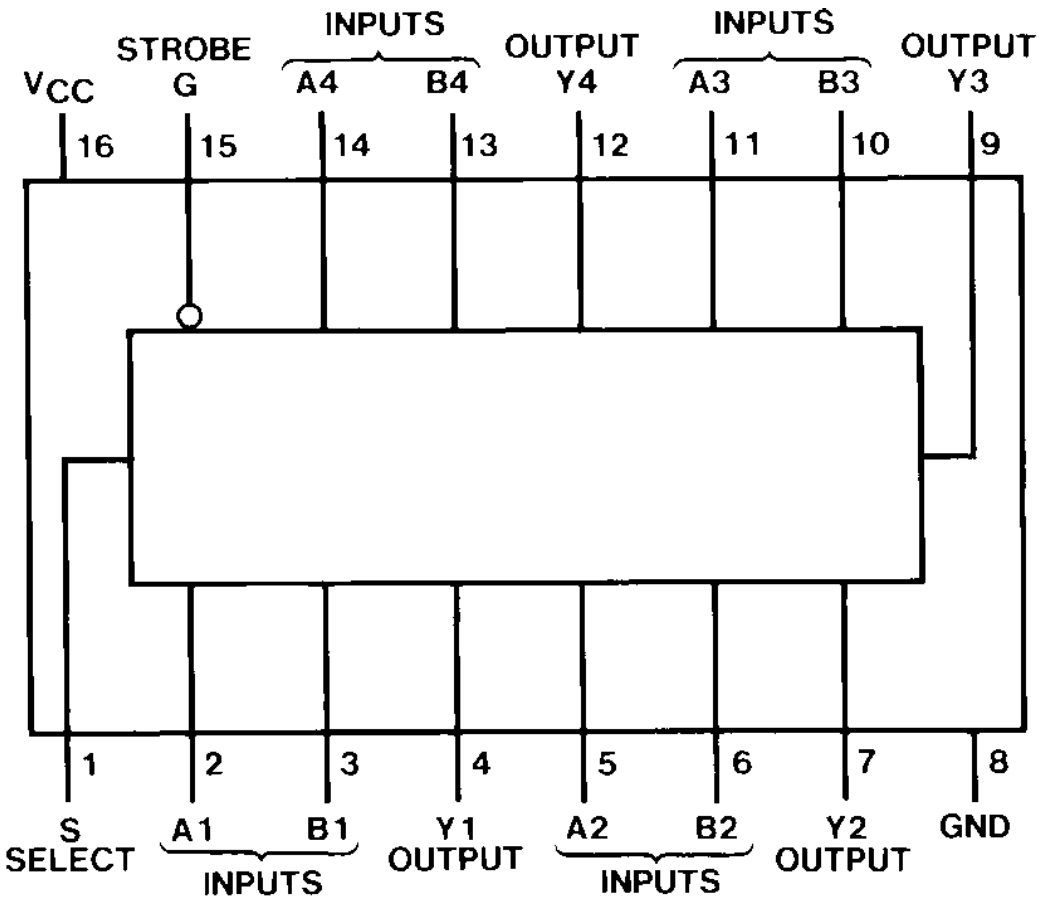 INPUTS INPUTS
STROBE OUTPUT OUTPUT
VCC G A4 B4 Y4 A3 B3 Y3
16 15 14 13 12 11 10 9
1 2 3 4 5 6 7 8
S A1 B1 Y1 A2 B2 Y2 GND
SELECT OUTPUT OUTPUT
INPUTS INPUTS